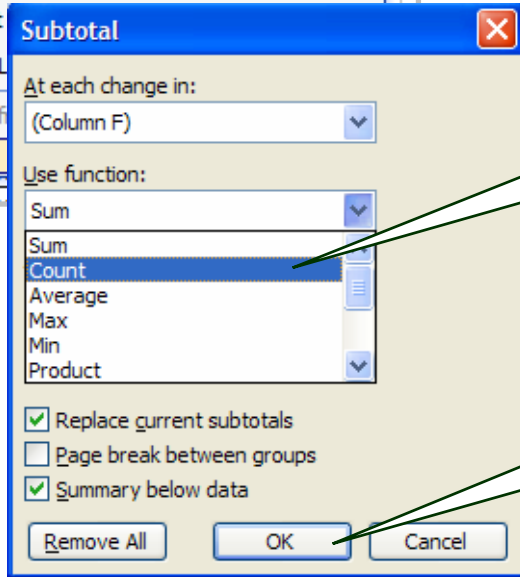 Subtotal
At each change in:
(Column F)
Use function:
Sum
Sum
Count
Average
Max
Min
Product
Replace current subtotals
Page break between groups
Summary below data
Remove All OK Cancel